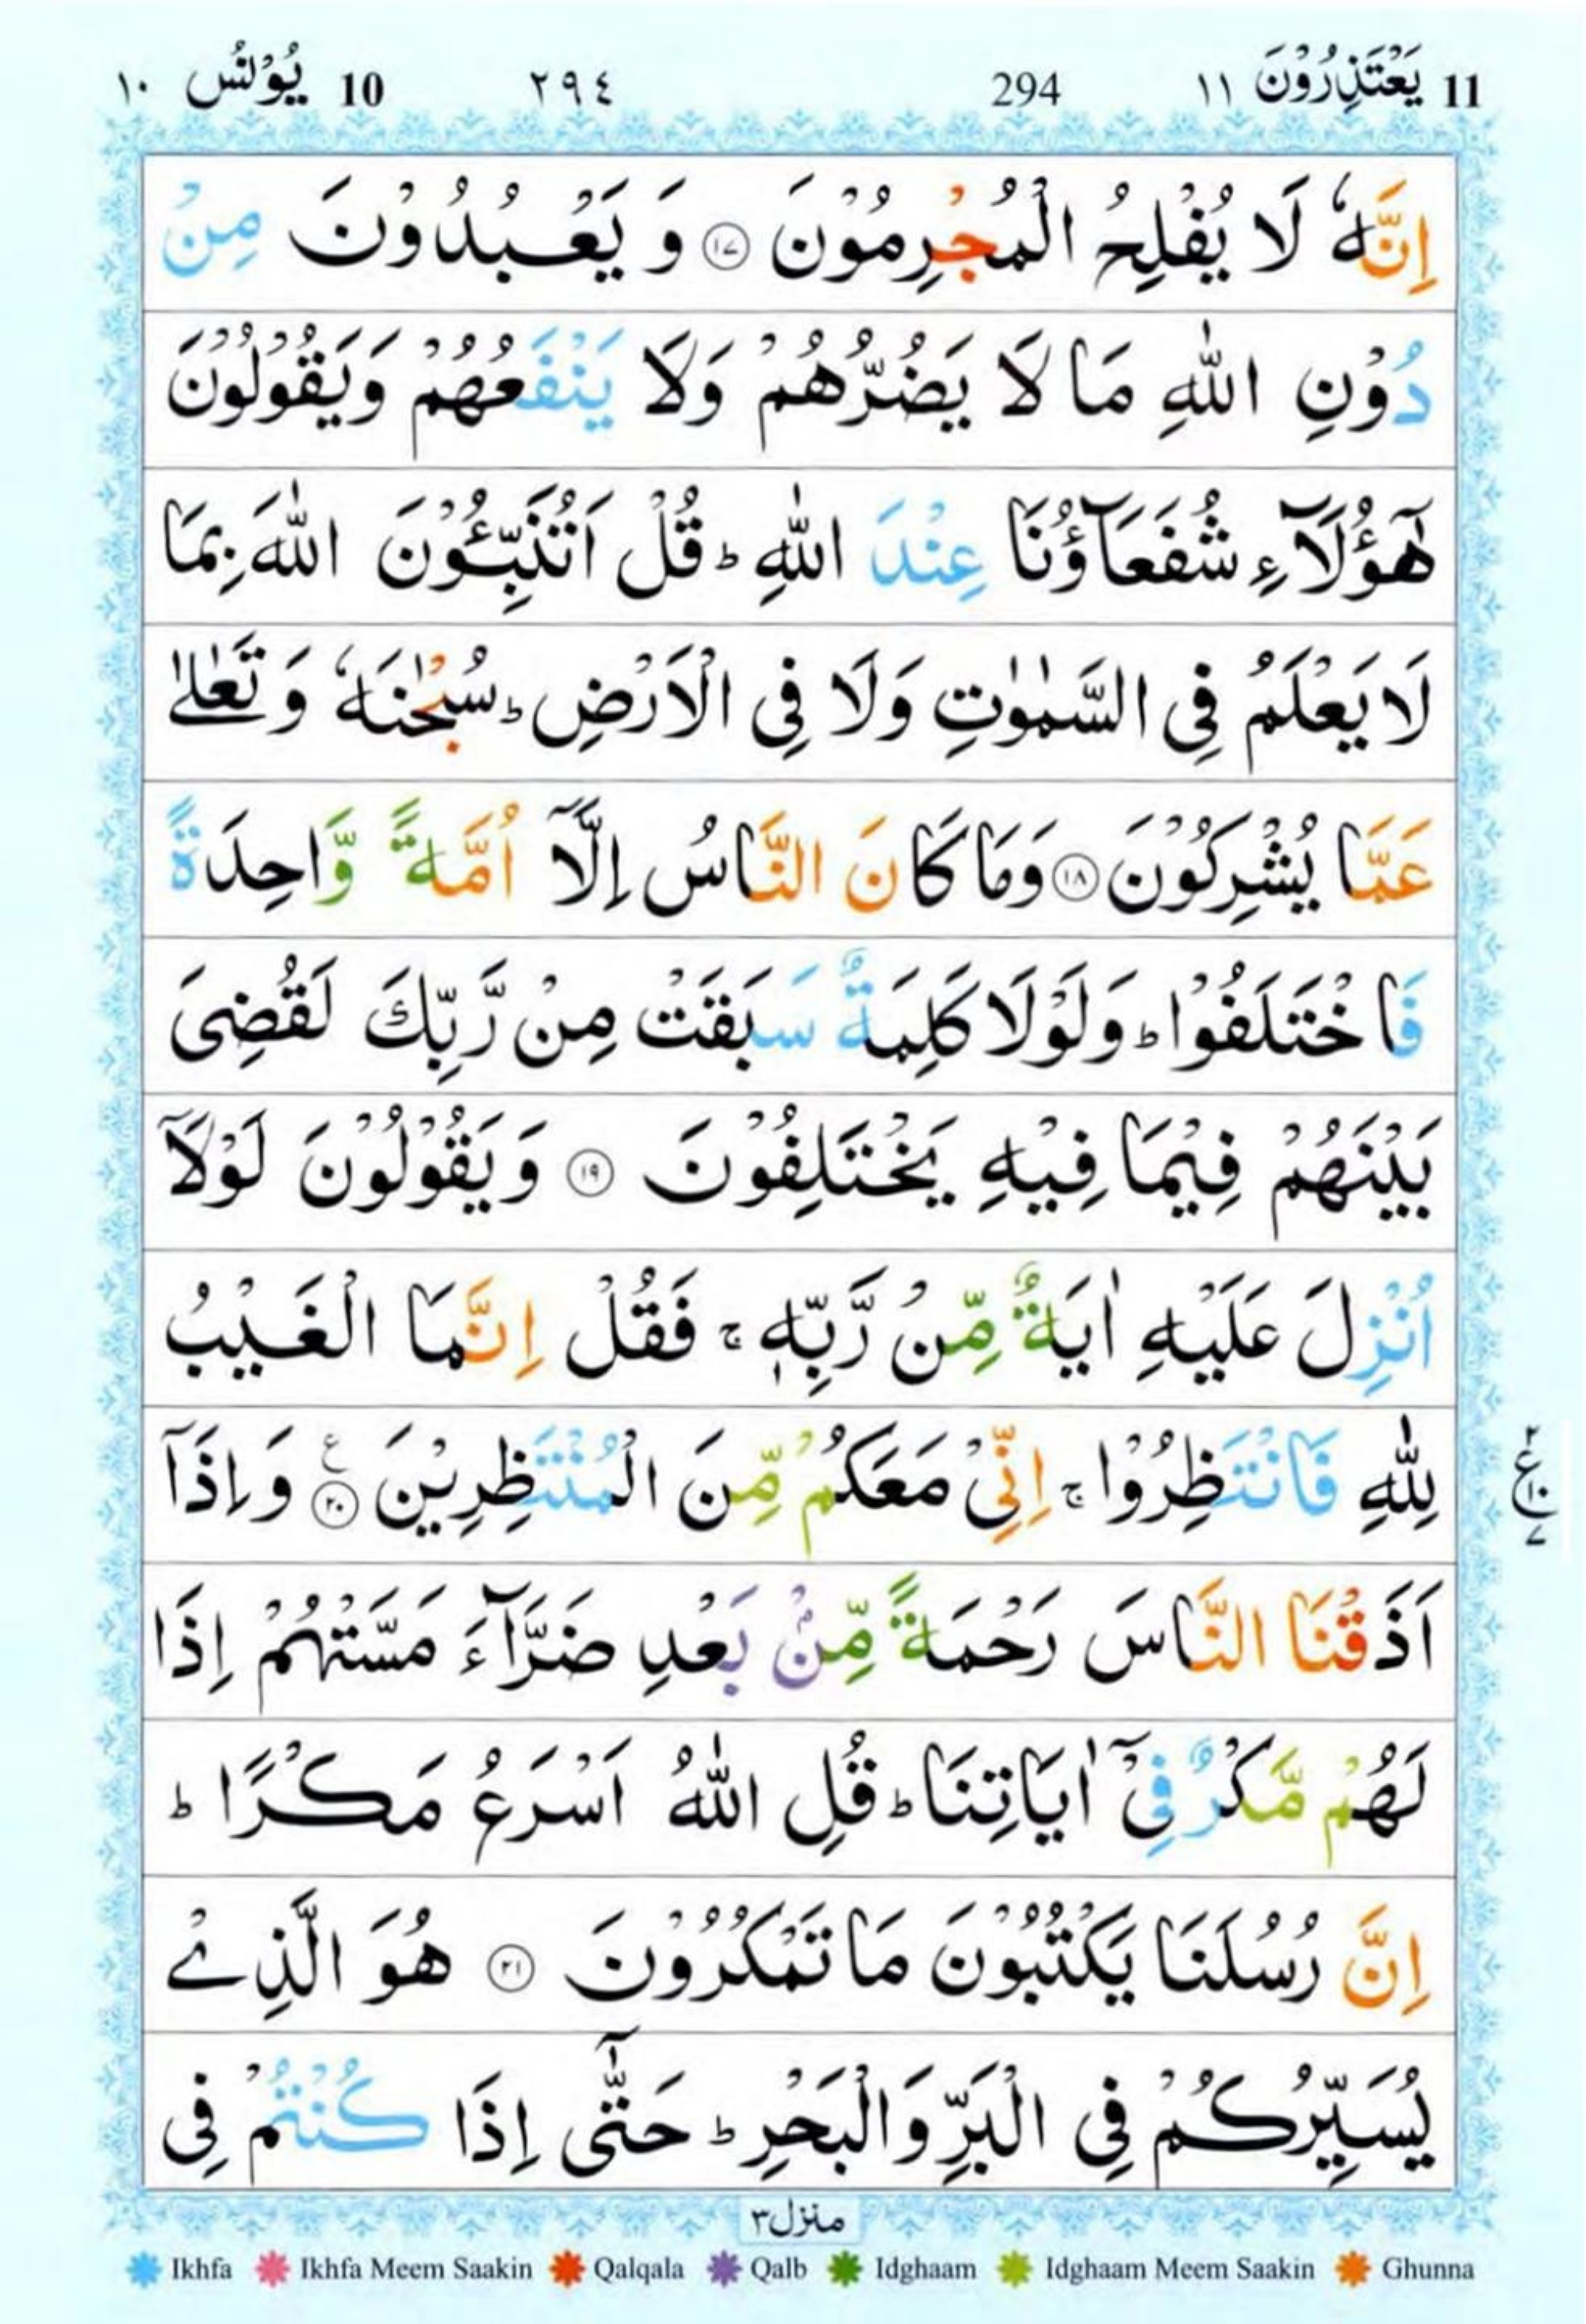 11 يَعْتَذِرُوْنَ ١١ 294 ٢٩٤ 10 يُوْنُس ١٠
اِنَّهٗ لَا يُفْلِحُ الْمُجْرِمُوْنَ ۝١٧ وَ يَعْبُدُوْنَ مِنْ
دُوْنِ اللّٰهِ مَا لَا يَضُرُّهُمْ وَلَا يَنْفَعُهُمْ وَيَقُوْلُوْنَ
هٰٓؤُلَآءِ شُفَعَآؤُنَا عِنْدَ اللّٰهِ ؕ قُلْ اَتُنَبِّـُٔوْنَ اللّٰهَ بِمَا
لَا يَعْلَمُ فِى السَّمٰوٰتِ وَلَا فِى الْاَرْضِ ؕ سُبْحٰنَهٗ وَ تَعٰلٰى
عَمَّا يُشْرِكُوْنَ ۝١٨ وَمَا كَانَ النَّاسُ اِلَّآ اُمَّةً وَّاحِدَةً
فَاخْتَلَفُوْا ؕ وَلَوْلَا كَلِمَةٌ سَبَقَتْ مِنْ رَّبِّكَ لَقُضِىَ
بَيْنَهُمْ فِيْمَا فِيْهِ يَخْتَلِفُوْنَ ۝١٩ وَيَقُوْلُوْنَ لَوْلَآ
اُنْزِلَ عَلَيْهِ اٰيَةٌ مِّنْ رَّبِّهٖ ۚ فَقُلْ اِنَّمَا الْغَيْبُ
لِلّٰهِ فَانْتَظِرُوْا ۚ اِنِّىْ مَعَكُمْ مِّنَ الْمُنْتَظِرِيْنَ ۝٢٠ ع وَاِذَآ
٢ ع ١٠ ٧
اَذَقْنَا النَّاسَ رَحْمَةً مِّنْۢ بَعْدِ ضَرَّآءَ مَسَّتْهُمْ اِذَا
لَهُمْ مَّكْرٌ فِىْٓ اٰيَاتِنَا ؕ قُلِ اللّٰهُ اَسْرَعُ مَكْرًا ؕ
اِنَّ رُسُلَنَا يَكْتُبُوْنَ مَا تَمْكُرُوْنَ ۝٢١ هُوَ الَّذِىْ
يُسَيِّرُكُمْ فِى الْبَرِّ وَالْبَحْرِ ؕ حَتّٰٓى اِذَا كُنْتُمْ فِى
منزل٣
Ikhfa Ikhfa Meem Saakin Qalqala Qalb Idghaam Idghaam Meem Saakin Ghunna